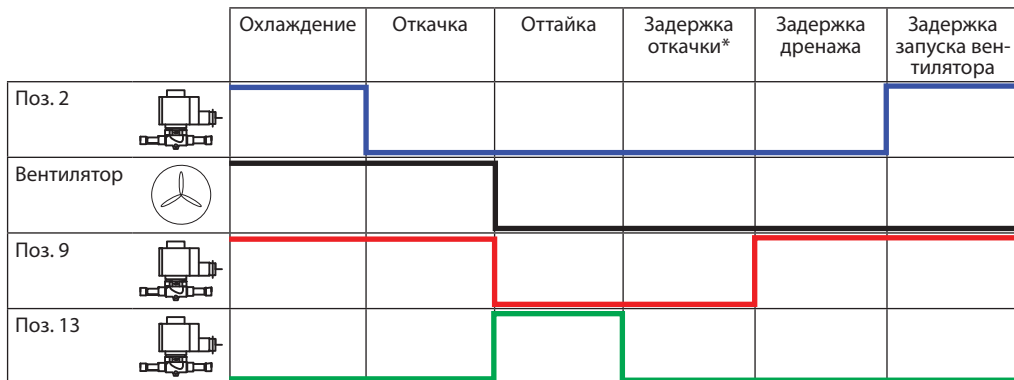 Охлаждение
Откачка
Оттайка
Задержка
откачки*
Задержка
дренажа
Задержка
запуска вен-
тилятора
Поз. 2
Вентилятор
Поз. 9
Поз. 13